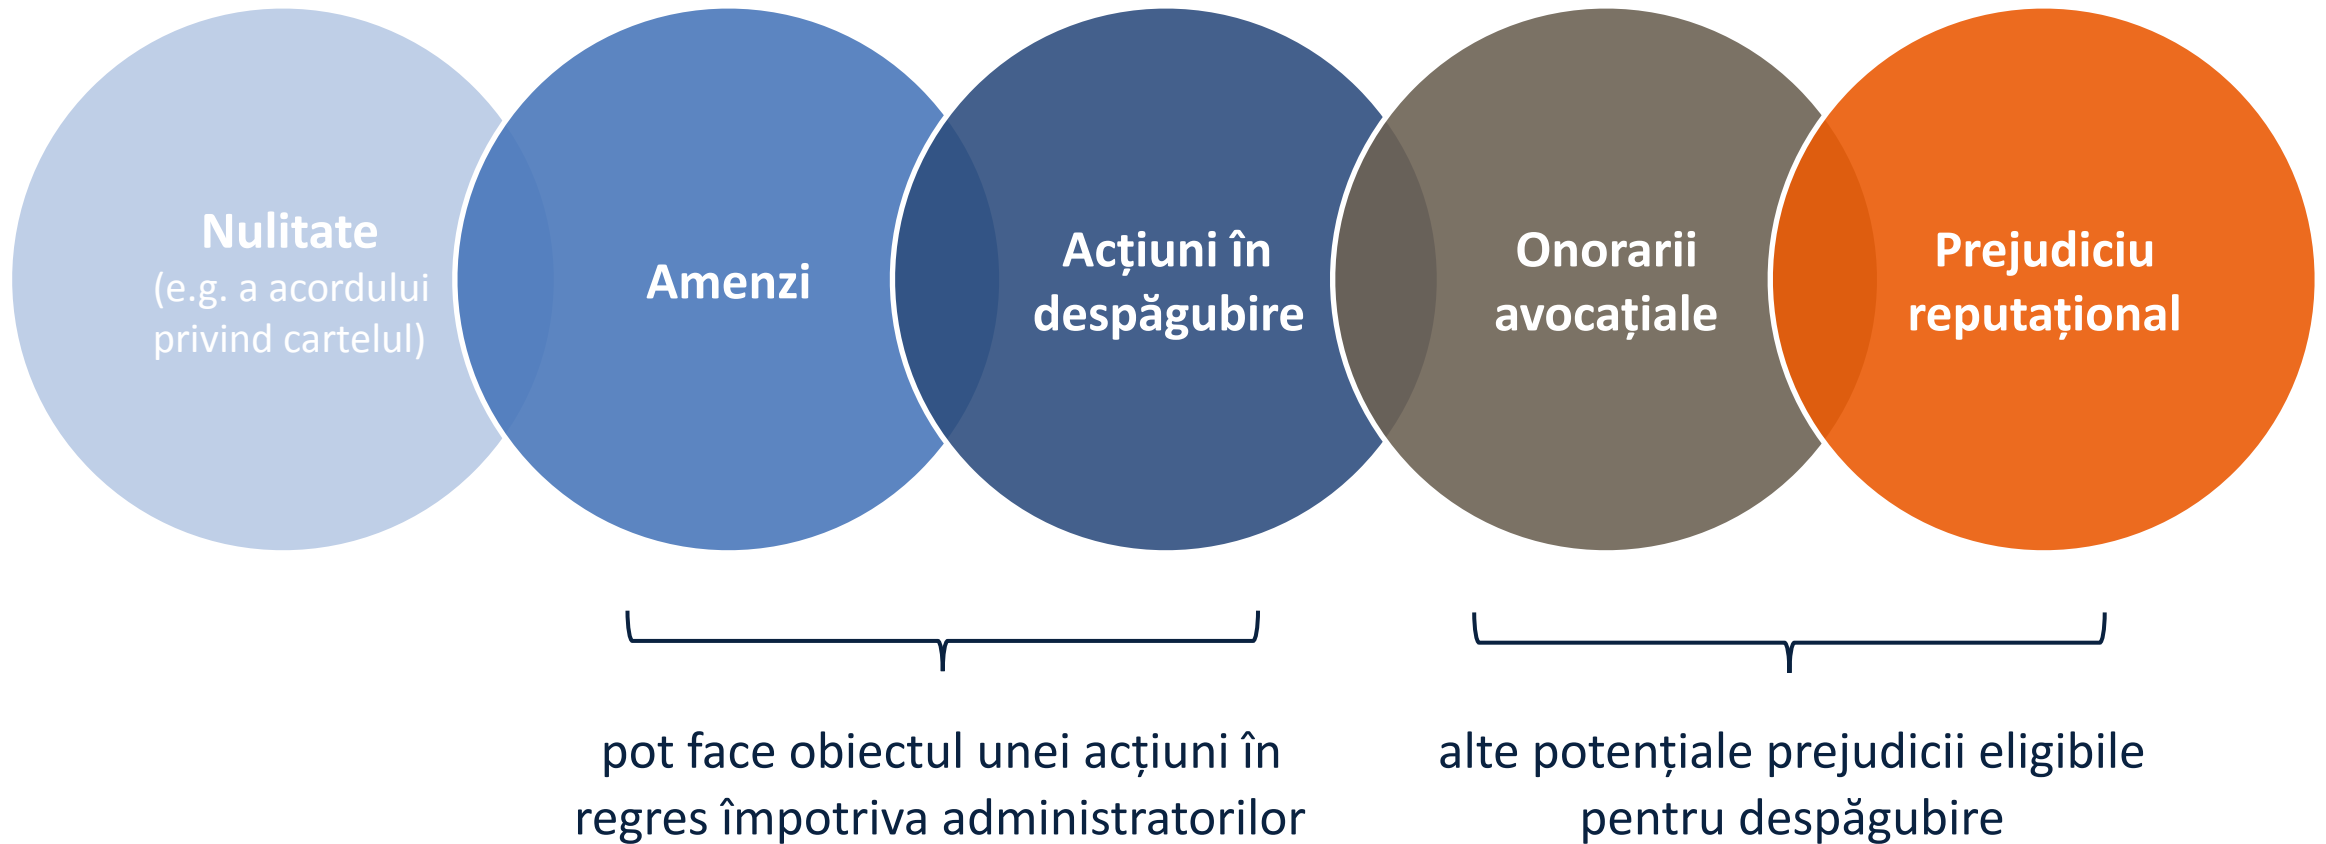 Nulitate
(e.g. a acordului
privind cartelul)
Amenzi
Acțiuni în
despăgubire
Onorarii
avocațiale
Prejudiciu
reputațional
pot face obiectul unei acțiuni în
regres împotriva administratorilor
alte potențiale prejudicii eligibile
pentru despăgubire